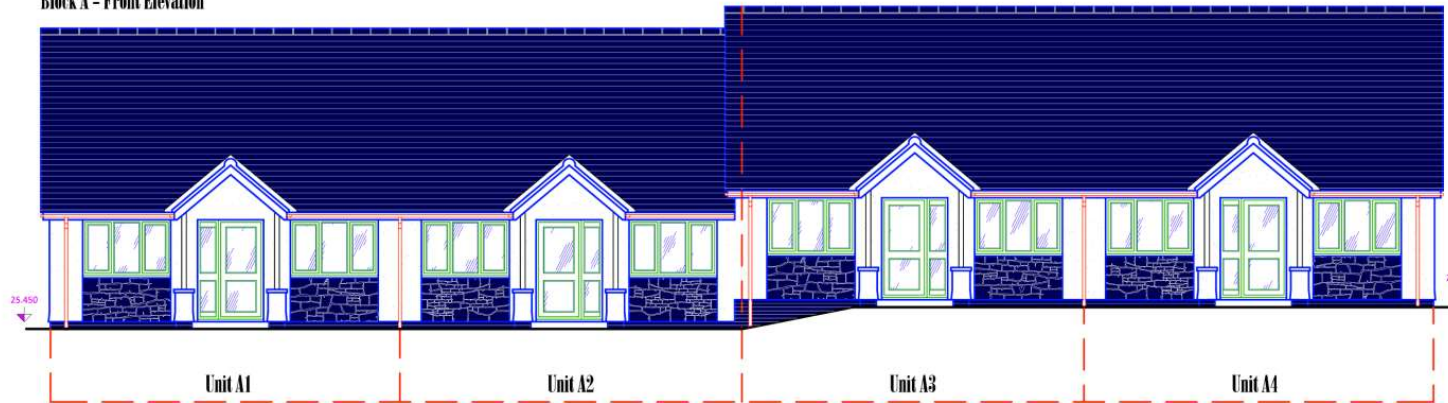 Block A – Front Elevation
25.450
Unit A1
Unit A2
Unit A3
Unit A4